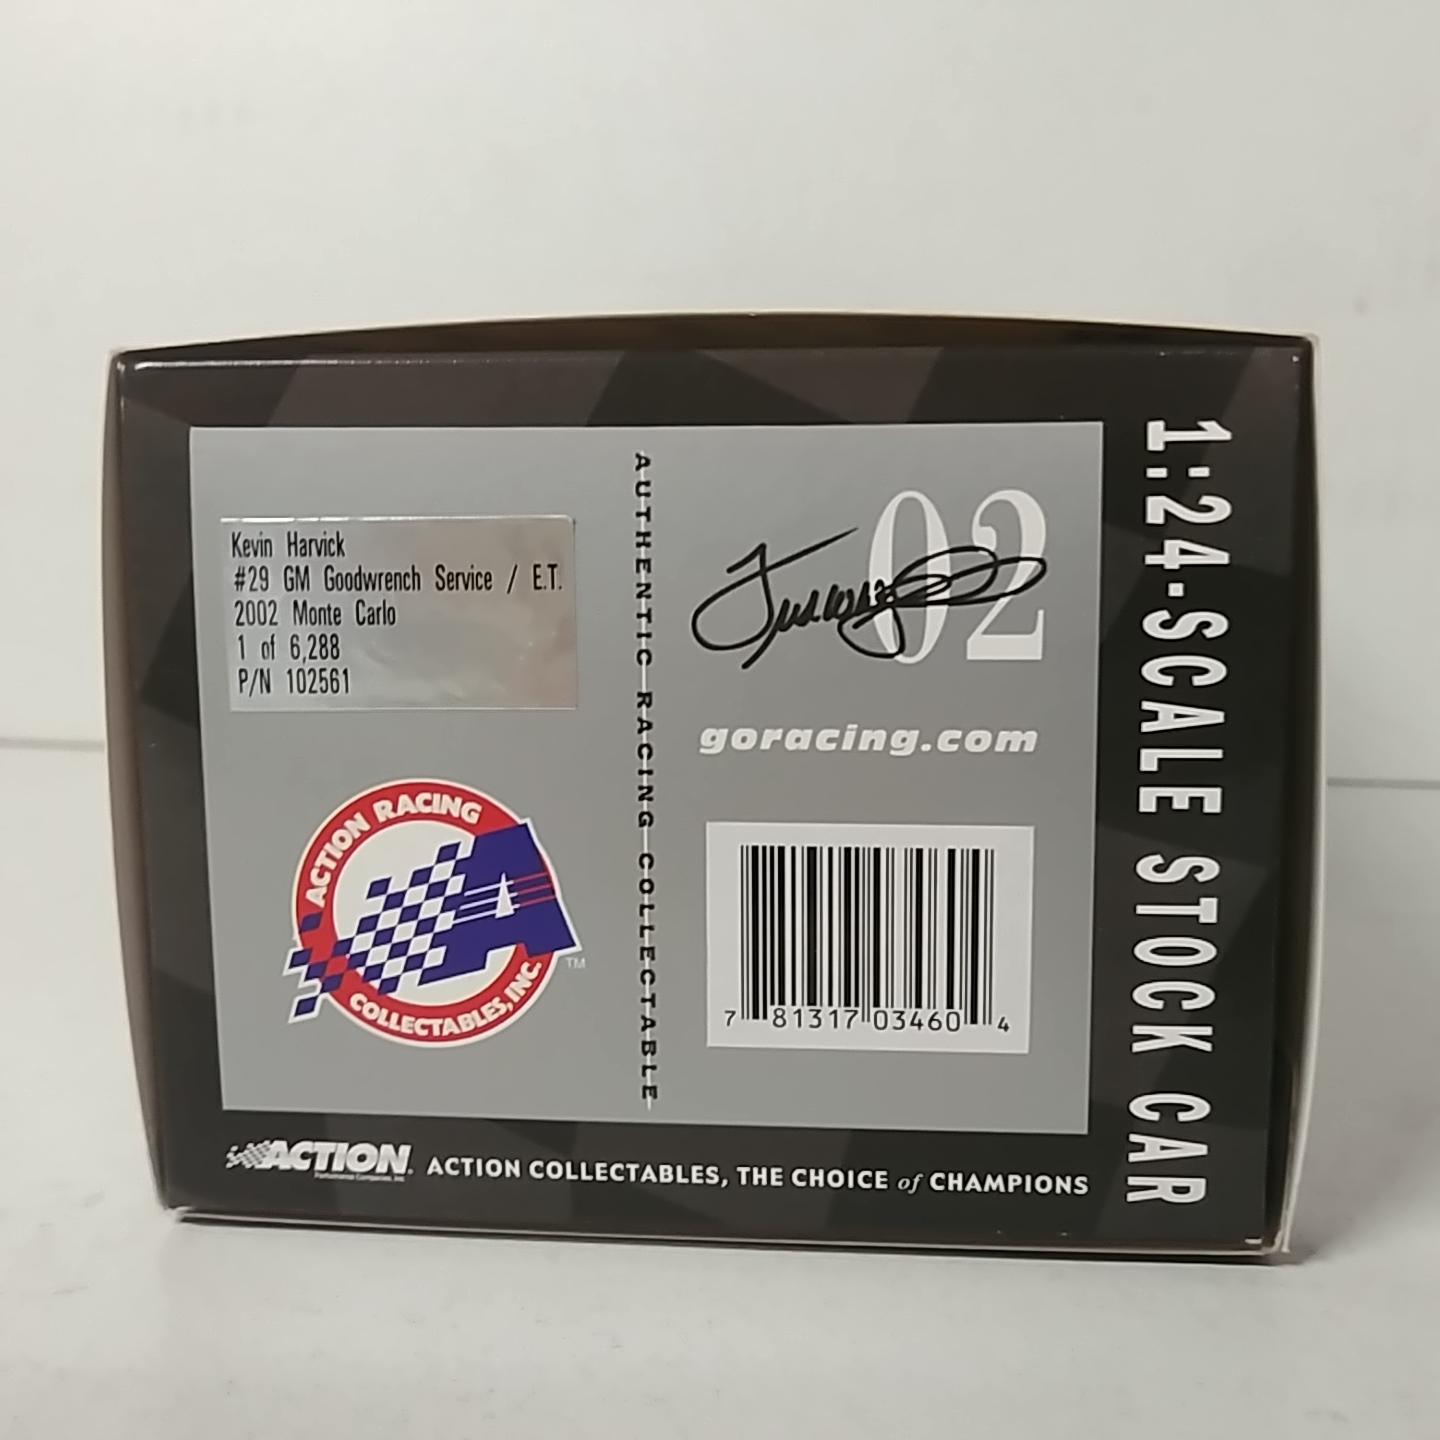 Kevin Harvick
#29 GM Goodwrench Service / E.T.
2002 Monte Carlo
1 of 6,288
P/N 102561
ACTION RACING
COLLECTABLES, INC.
TM
AUTHENTIC RACING COLLECTABLE
02
goracing.com
7 81317 03460 4
1:24-SCALE STOCK CAR
ACTION
ACTION COLLECTABLES, THE CHOICE of CHAMPIONS